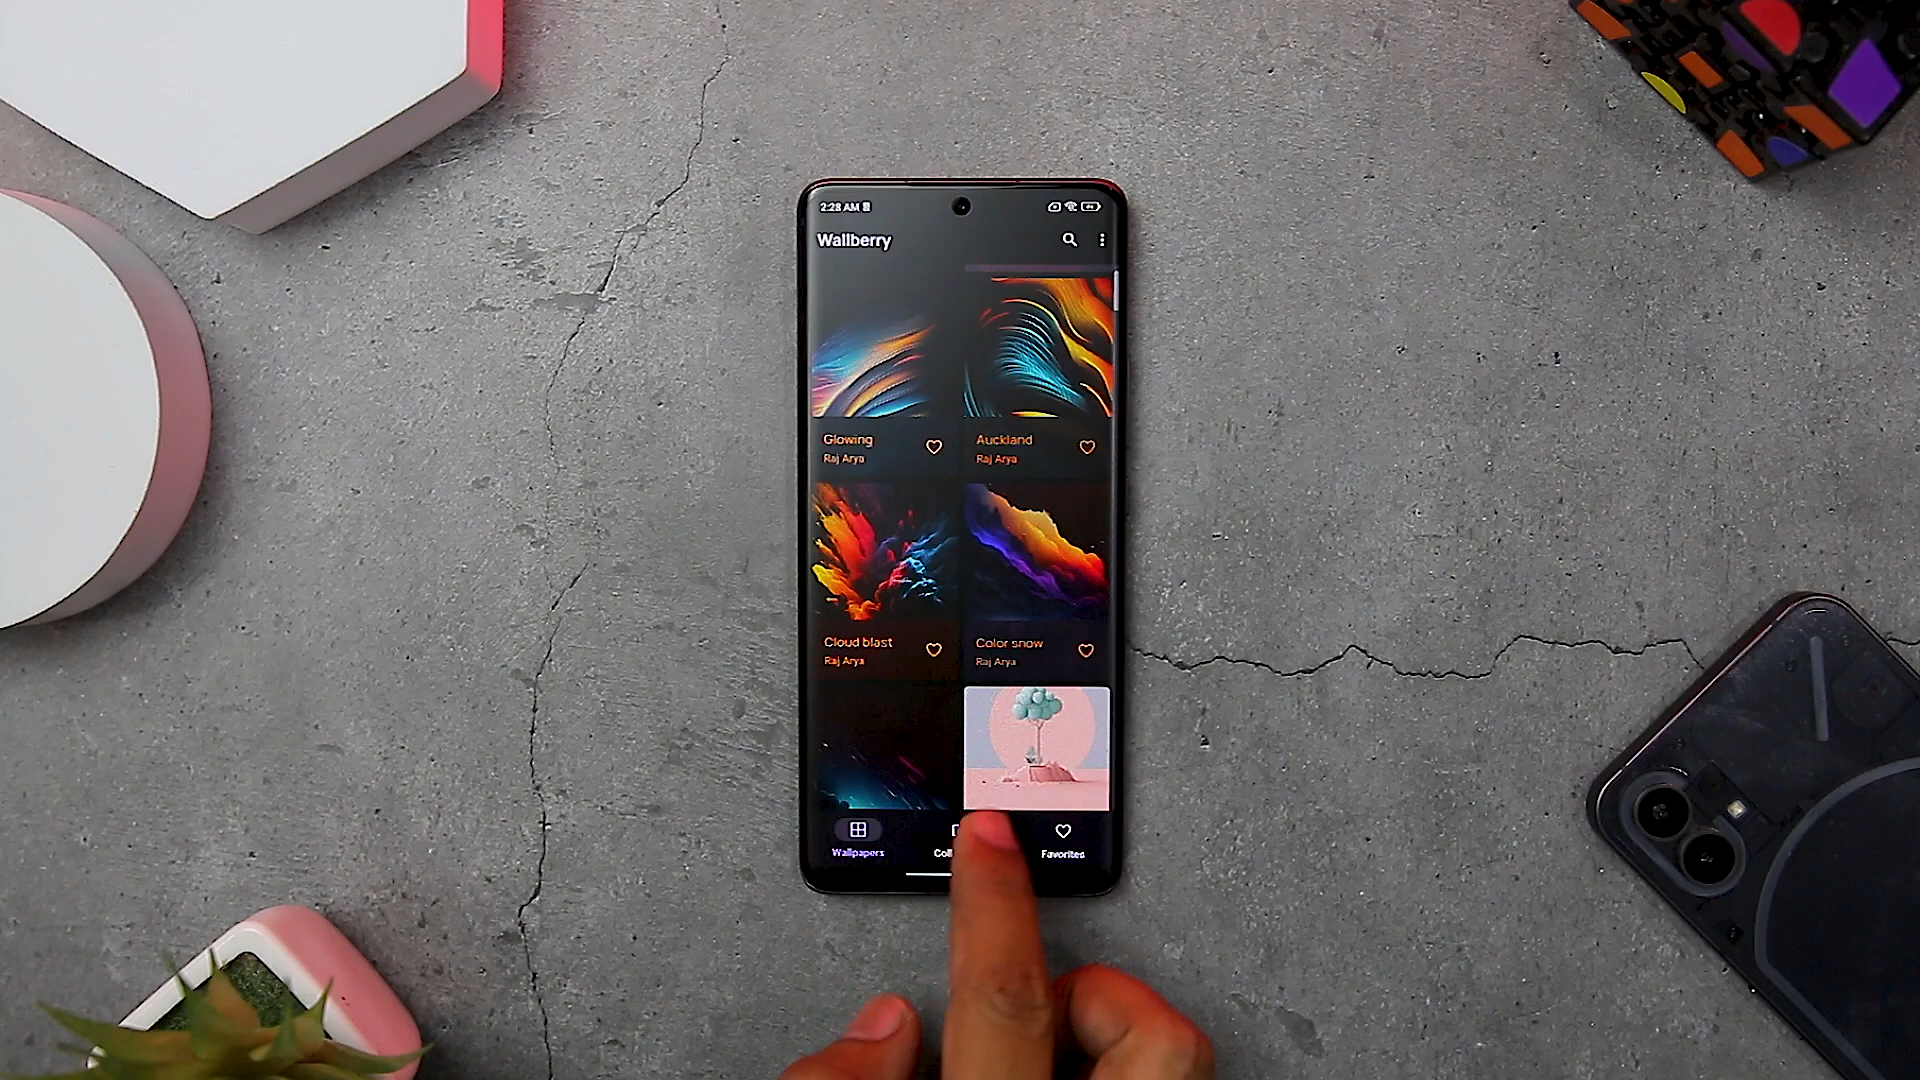 2:28 AM
Wallberry
Glowing
Raj Arya
Auckland
Raj Arya
Cloud blast
Raj Arya
Color snow
Raj Arya
Wallpapers
Coll
Favorites